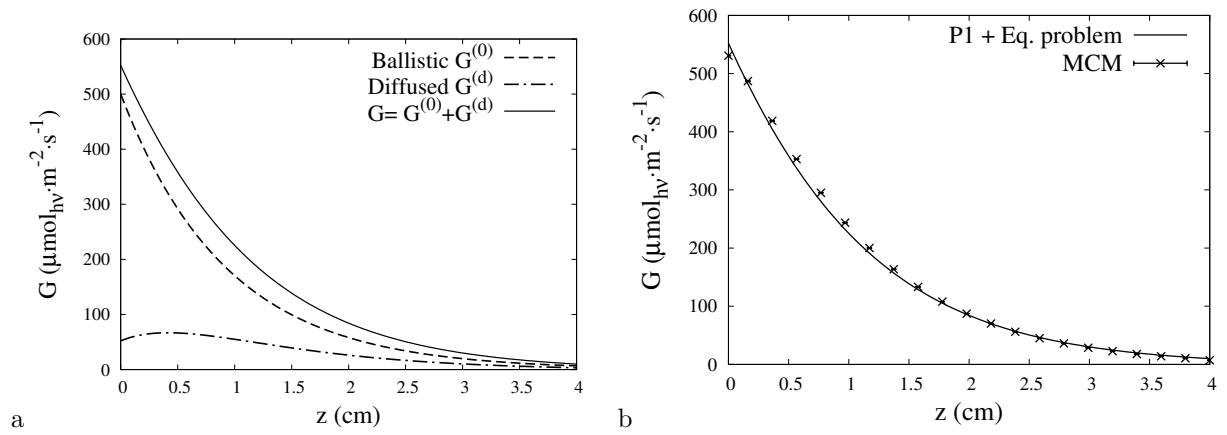 600
500
400
300
200
100
0
0 0.5 1 1.5 2 2.5 3 3.5 4
G (μmol_hν·m^-2·s^-1)
z (cm)
Ballistic G^(0)
Diffused G^(d)
G= G^(0)+G^(d)
a
600
500
400
300
200
100
0
0 0.5 1 1.5 2 2.5 3 3.5 4
G (μmol_hν·m^-2·s^-1)
z (cm)
P1 + Eq. problem
MCM
b